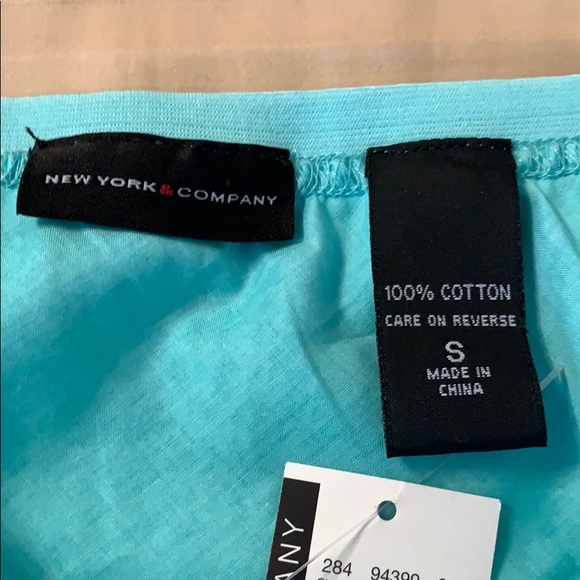 NEW YORK & COMPANY
100% COTTON
CARE ON REVERSE
S
MADE IN
CHINA
ANY
284 94390